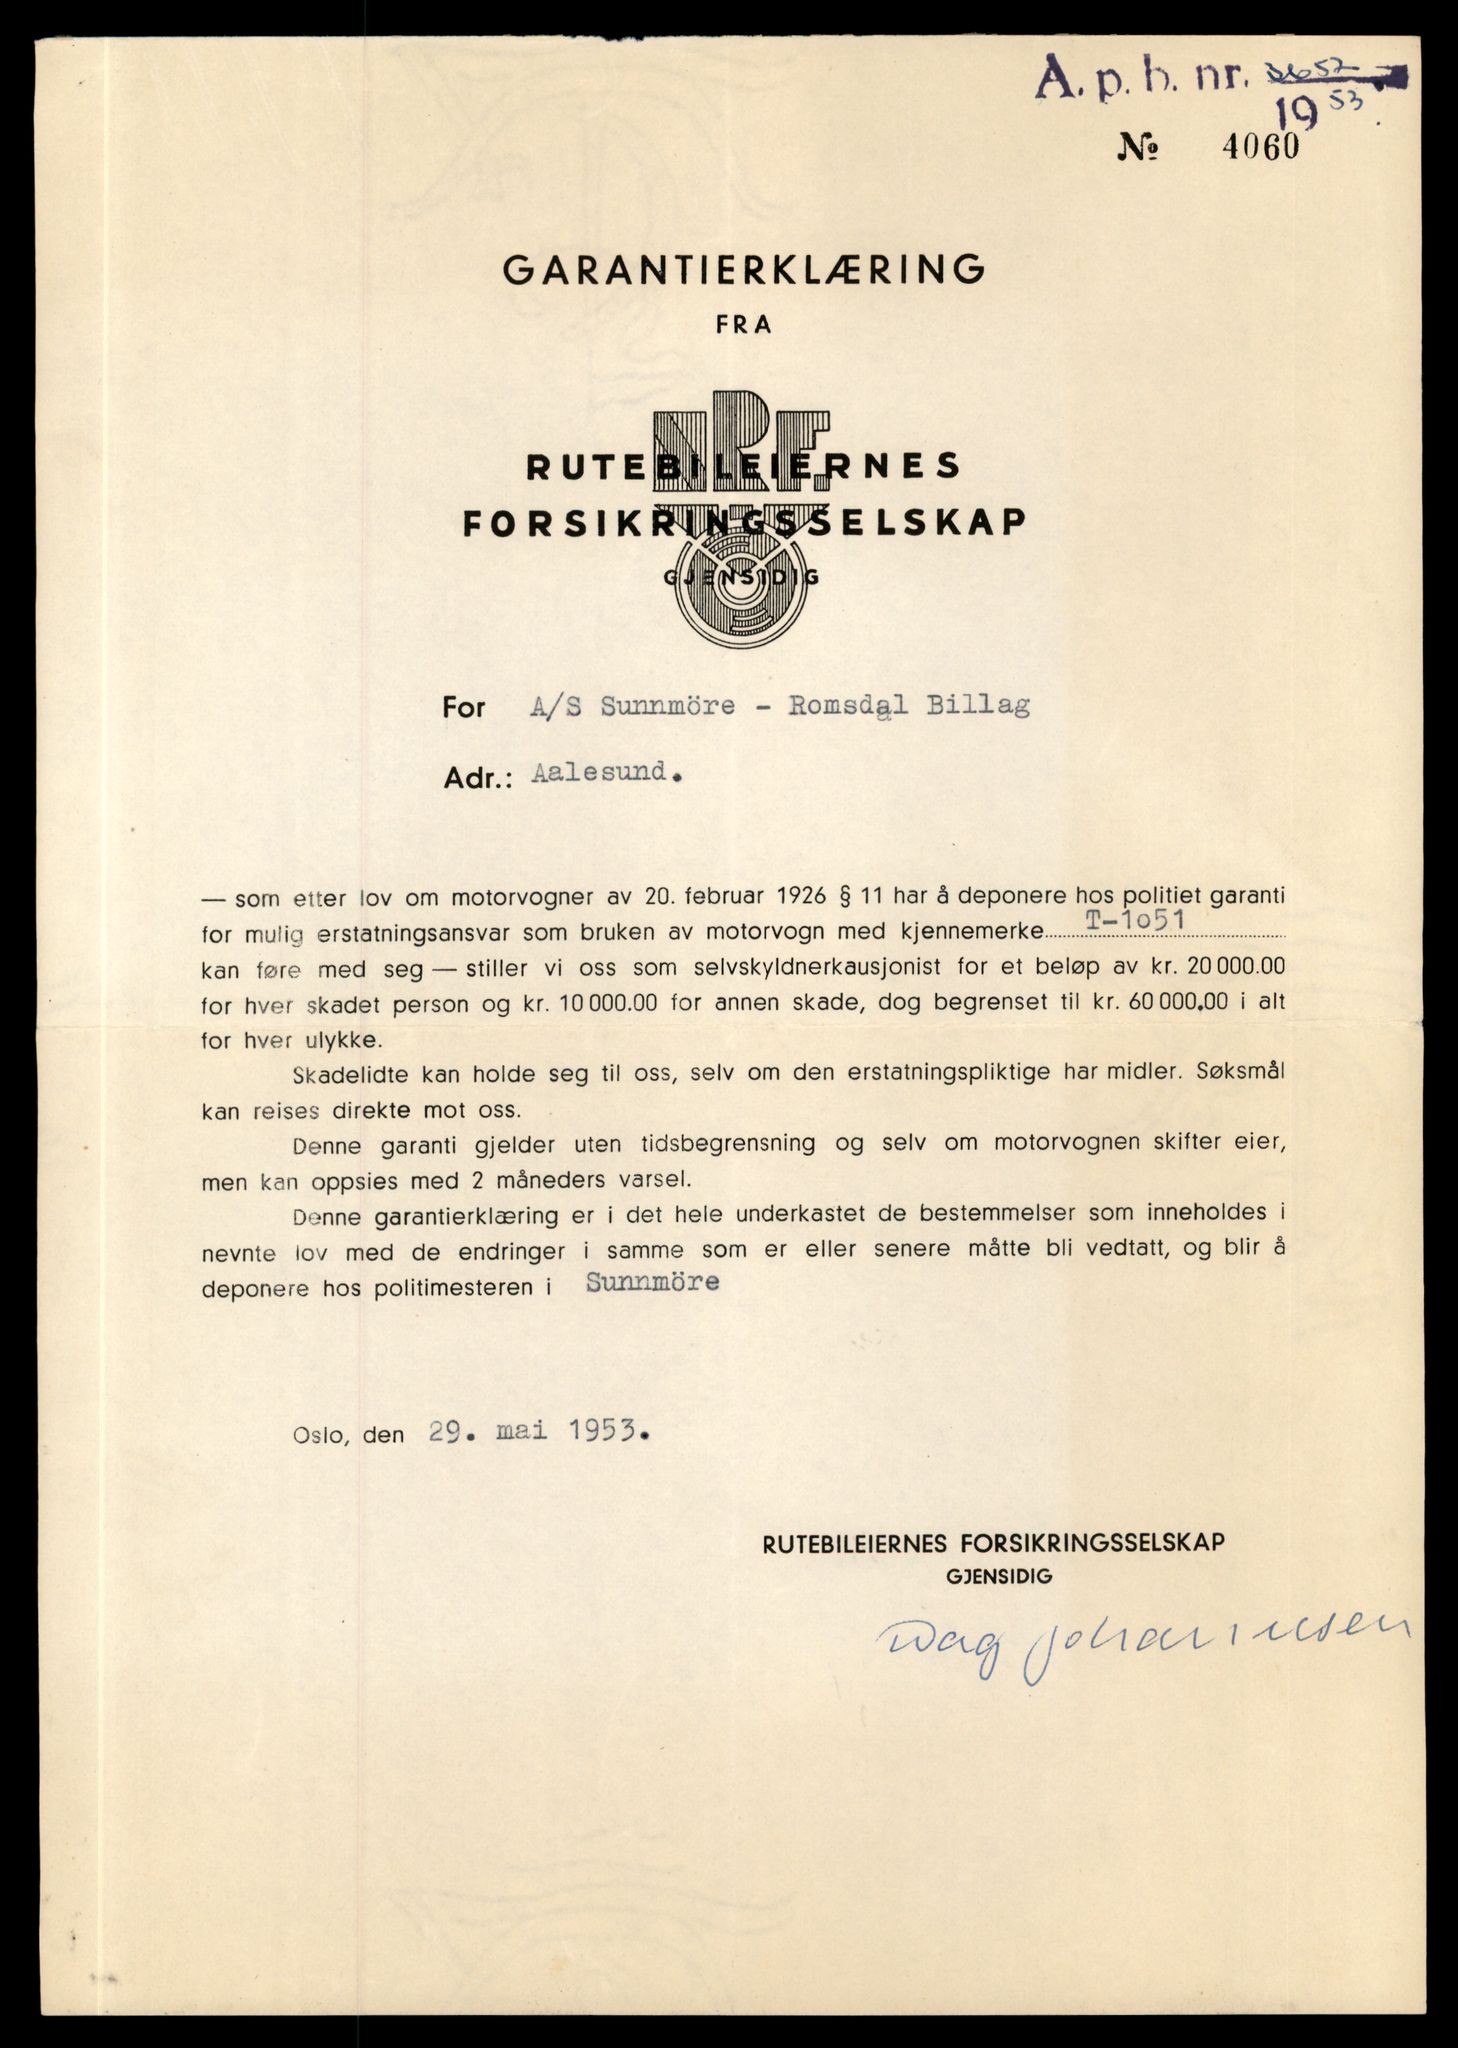 A. p. b. nr. 3652
1953.
№ 4060
GARANTIERKLÆRING
FRA
NRF.
RUTEBILEIERNES
FORSIKRINGSSELSKAP
GJENSIDIG
For A/S Sunnmöre - Romsdal Billag
Adr.: Aalesund.
— som etter lov om motorvogner av 20. februar 1926 § 11 har å deponere hos politiet garanti
for mulig erstatningsansvar som bruken av motorvogn med kjennemerke T-1051
kan føre med seg — stiller vi oss som selvskyldnerkausjonist for et beløp av kr. 20 000.00
for hver skadet person og kr. 10 000.00 for annen skade, dog begrenset til kr. 60 000.00 i alt
for hver ulykke.
Skadelidte kan holde seg til oss, selv om den erstatningspliktige har midler. Søksmål
kan reises direkte mot oss.
Denne garanti gjelder uten tidsbegrensning og selv om motorvognen skifter eier,
men kan oppsies med 2 måneders varsel.
Denne garantierklæring er i det hele underkastet de bestemmelser som inneholdes i
nevnte lov med de endringer i samme som er eller senere måtte bli vedtatt, og blir å
deponere hos politimesteren i Sunnmöre
Oslo, den 29. mai 1953.
RUTEBILEIERNES FORSIKRINGSSELSKAP
GJENSIDIG
Dag Johannesen